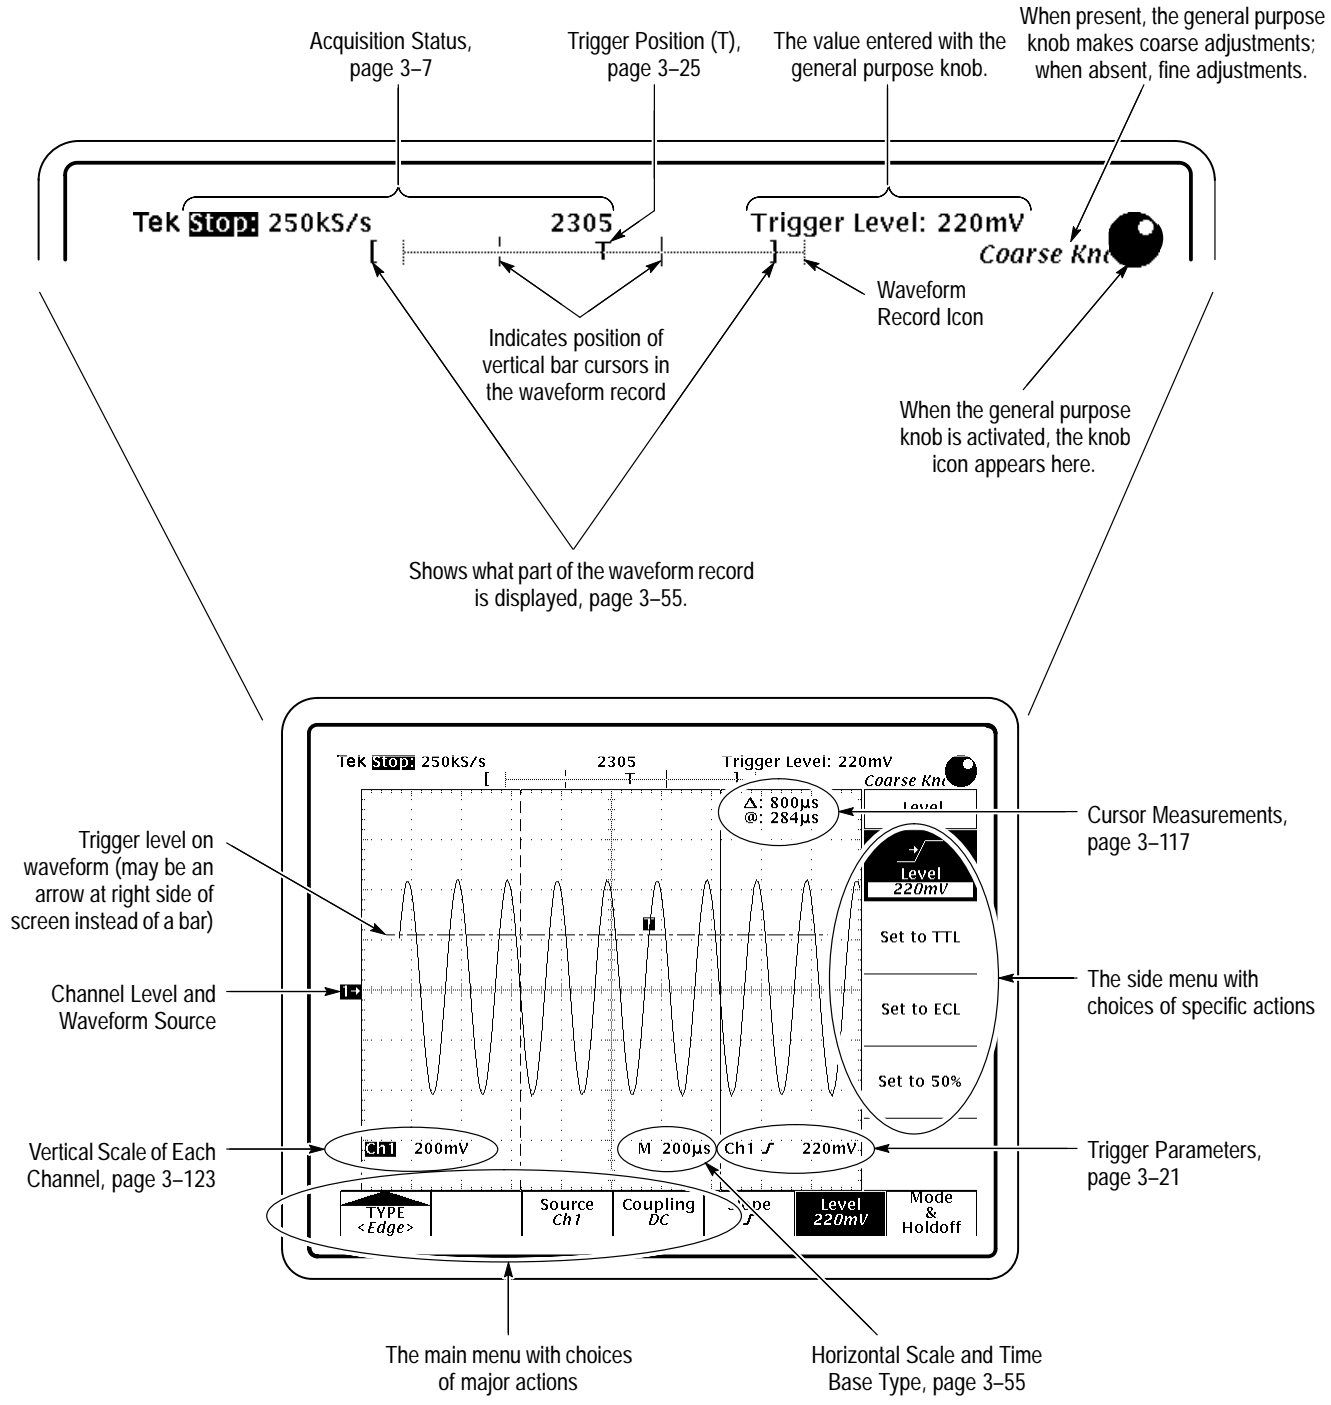 When present, the general purpose
knob makes coarse adjustments;
when absent, fine adjustments.
Acquisition Status,
page 3–7
Trigger Position (T),
page 3–25
The value entered with the
general purpose knob.
Tek Stop: 250kS/s
2305
Trigger Level: 220mV
[ T ]
Coarse Kn
Waveform
Record Icon
Indicates position of
vertical bar cursors in
the waveform record
When the general purpose
knob is activated, the knob
icon appears here.
Shows what part of the waveform record
is displayed, page 3–55.
Tek Stop: 250kS/s
2305
Trigger Level: 220mV
[ T ]
Coarse Kn
Δ: 800µs
@: 284µs
Level
Cursor Measurements,
page 3–117
Trigger level on
waveform (may be an
arrow at right side of
screen instead of a bar)
Level
220mV
T
Set to TTL
The side menu with
choices of specific actions
Channel Level and
Waveform Source
1→
Set to ECL
Set to 50%
Vertical Scale of Each
Channel, page 3–123
Ch1 200mV
M 200µs
Ch1 220mV
Trigger Parameters,
page 3–21
TYPE
<Edge>
Source
Ch1
Coupling
DC
Level
220mV
Mode
&
Holdoff
The main menu with choices
of major actions
Horizontal Scale and Time
Base Type, page 3–55